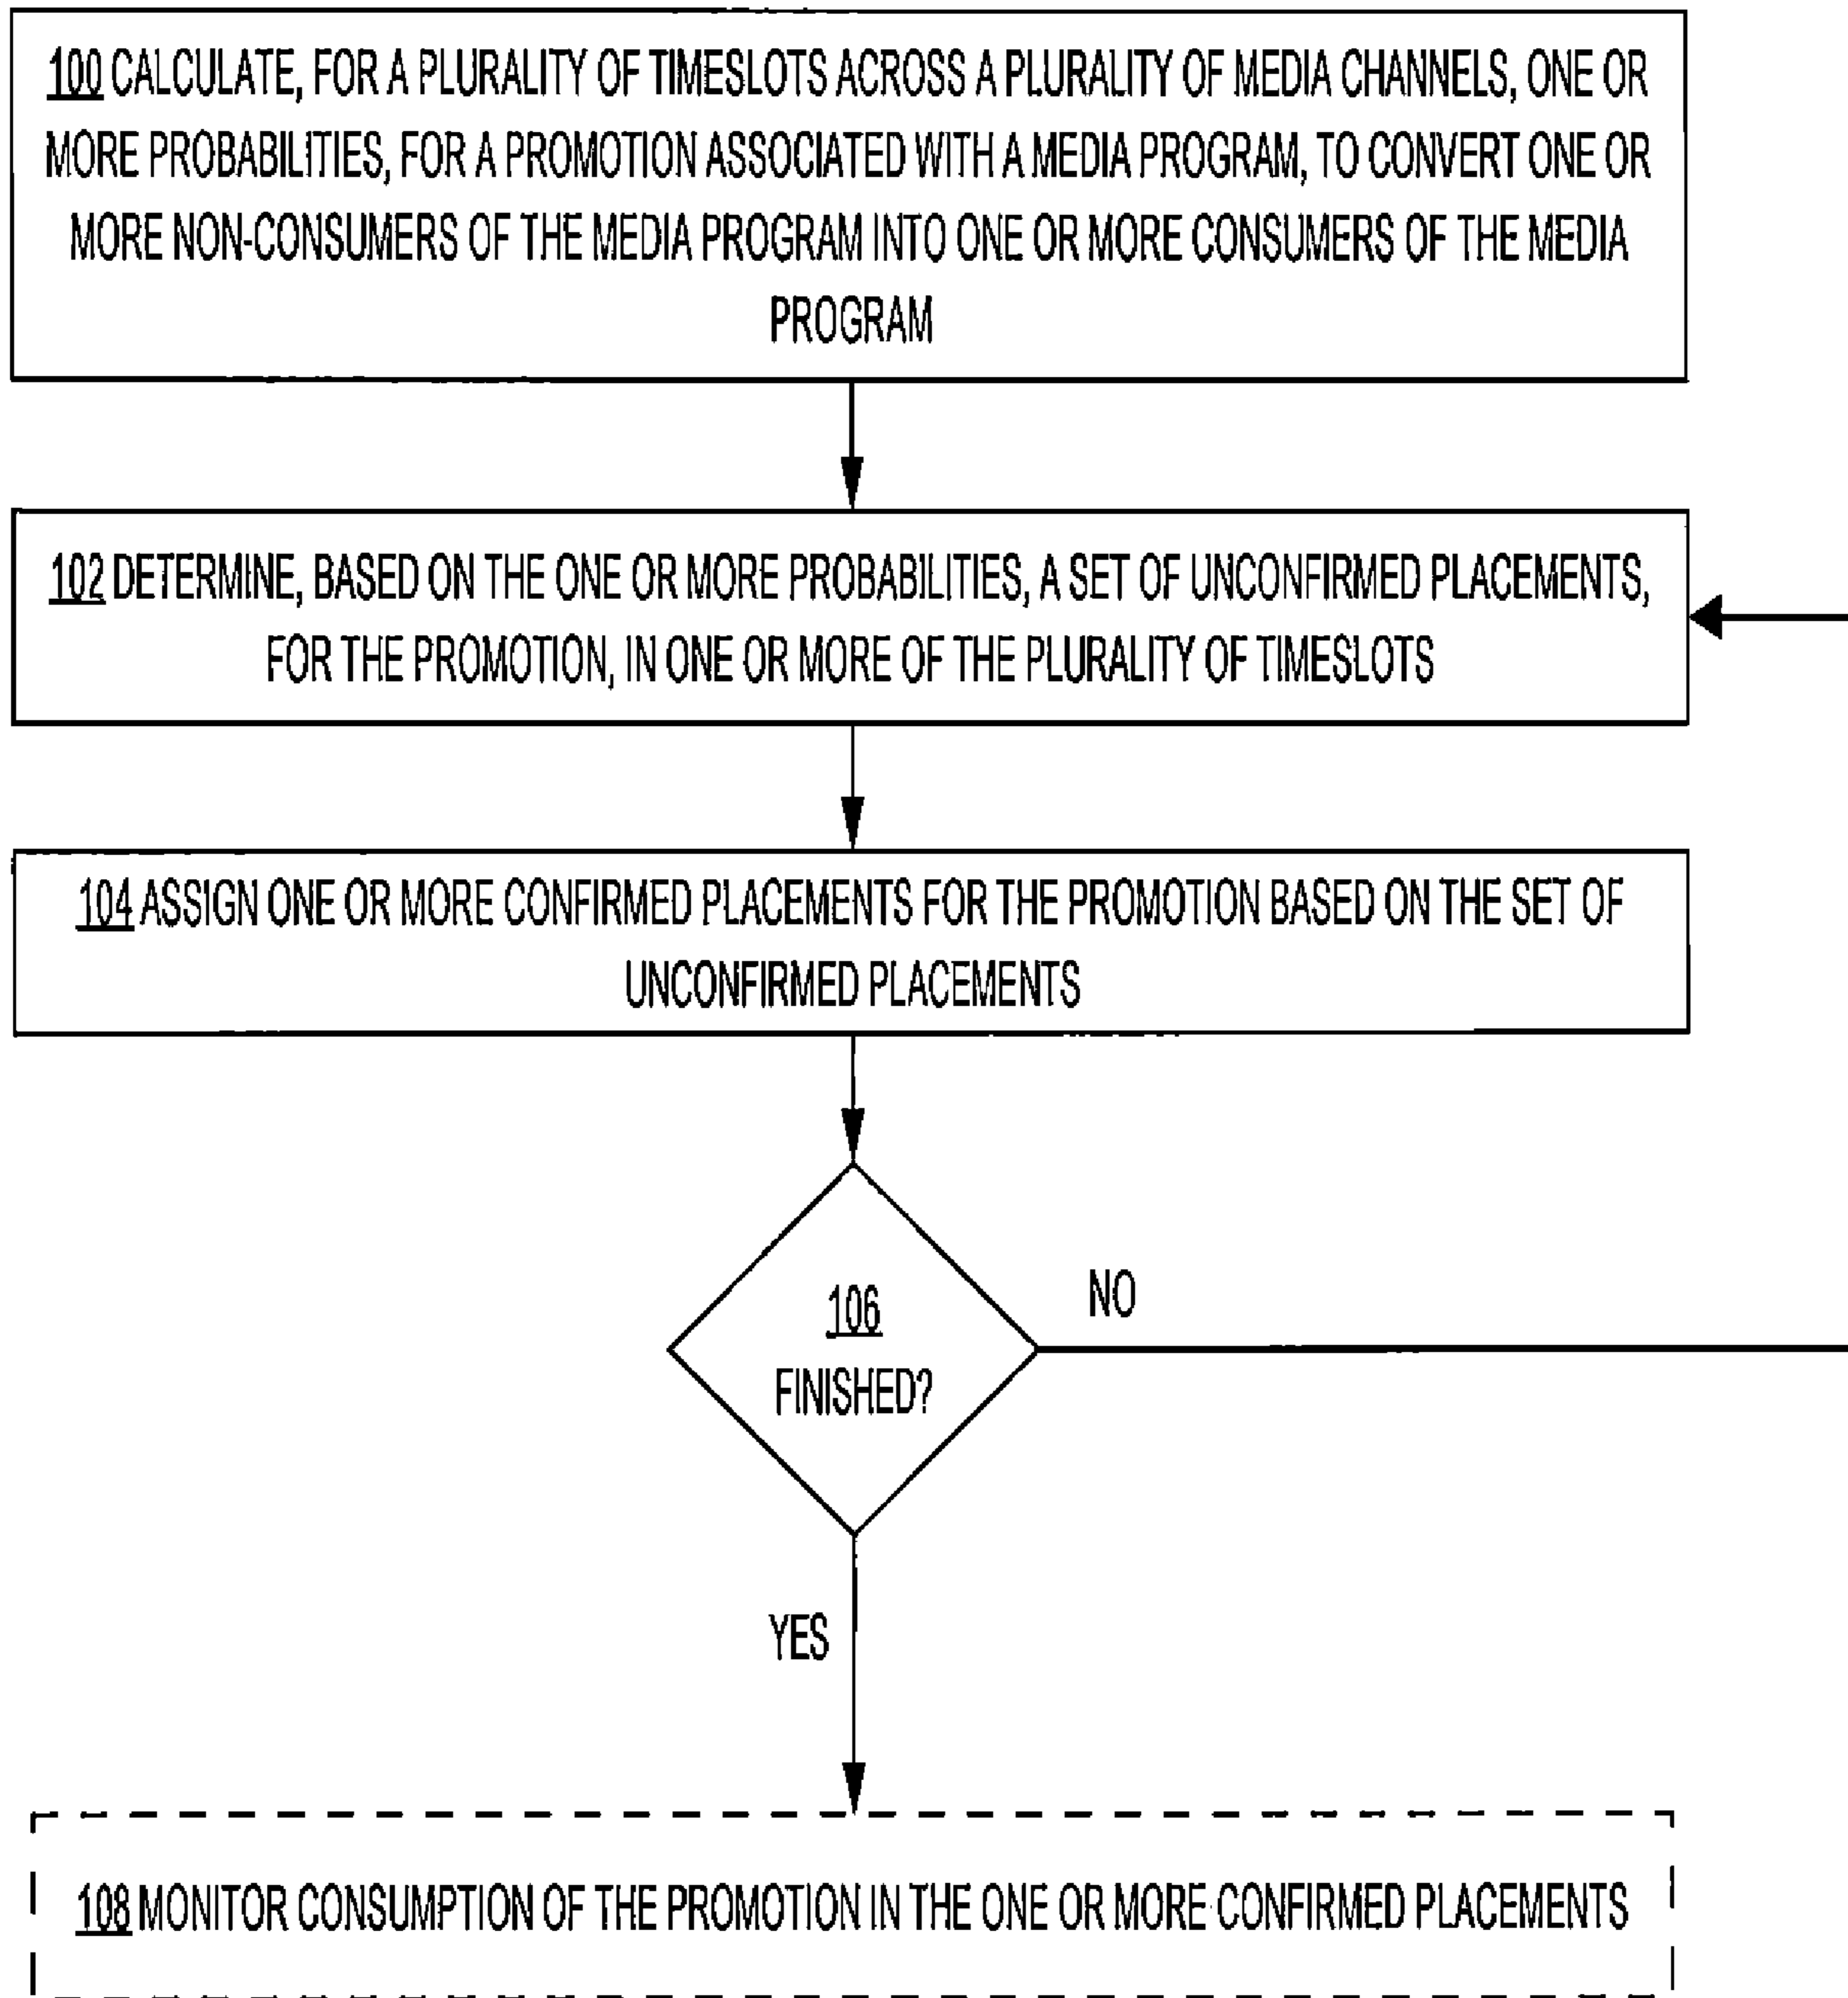 100 CALCULATE, FOR A PLURALITY OF TIMESLOTS ACROSS A PLURALITY OF MEDIA CHANNELS, ONE OR
MORE PROBABILITIES, FOR A PROMOTION ASSOCIATED WITH A MEDIA PROGRAM, TO CONVERT ONE OR
MORE NON-CONSUMERS OF THE MEDIA PROGRAM INTO ONE OR MORE CONSUMERS OF THE MEDIA
PROGRAM
102 DETERMINE, BASED ON THE ONE OR MORE PROBABILITIES, A SET OF UNCONFIRMED PLACEMENTS,
FOR THE PROMOTION, IN ONE OR MORE OF THE PLURALITY OF TIMESLOTS
104 ASSIGN ONE OR MORE CONFIRMED PLACEMENTS FOR THE PROMOTION BASED ON THE SET OF
UNCONFIRMED PLACEMENTS
106
FINISHED?
NO
YES
108 MONITOR CONSUMPTION OF THE PROMOTION IN THE ONE OR MORE CONFIRMED PLACEMENTS